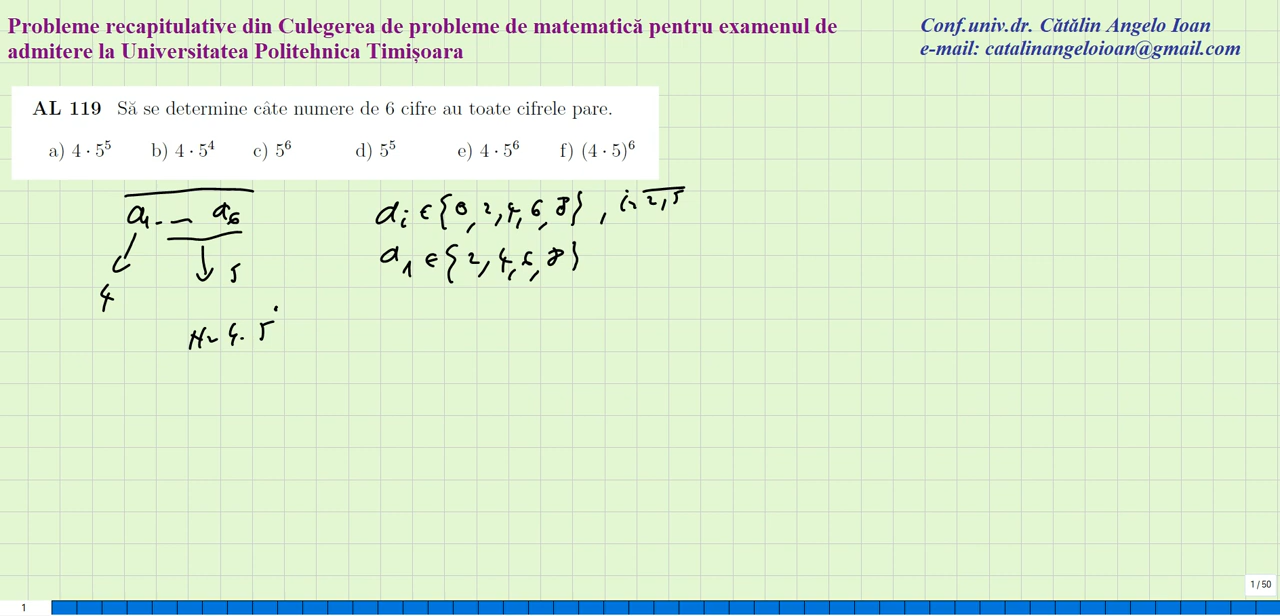 Probleme recapitulative din Culegerea de probleme de matematică pentru examenul de
admitere la Universitatea Politehnica Timișoara
Conf.univ.dr. Cătălin Angelo Ioan
e-mail: catalinangeloioan@gmail.com
AL 119 Să se determine câte numere de 6 cifre au toate cifrele pare.
a) 4 · 5⁵ b) 4 · 5⁴ c) 5⁶ d) 5⁵ e) 4 · 5⁶ f) (4 · 5)⁶
a₁ ... a₆
aᵢ ∈ {0, 2, 4, 6, 8}, i = 2,5
a₁ ∈ {2, 4, 6, 8}
5
4
N = 4 · 5
1 / 50
1